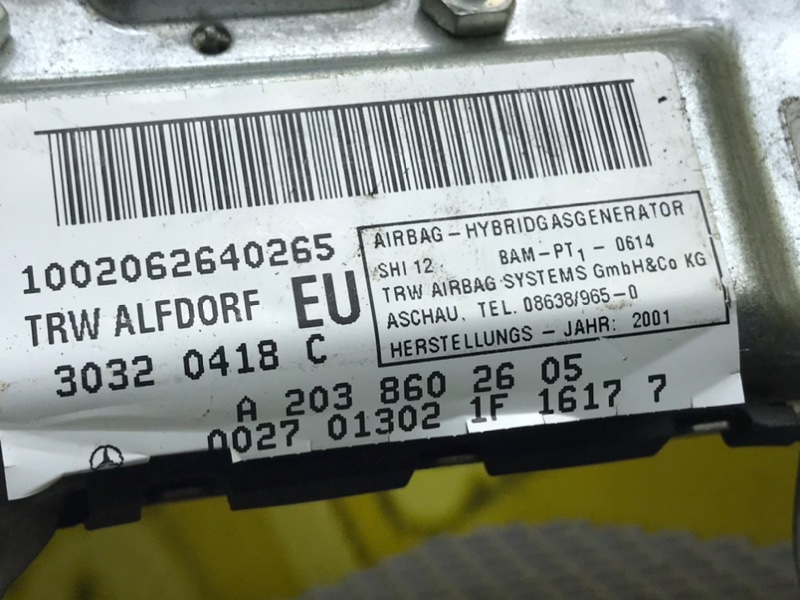 1002062640265
TRW ALFDORF EU
3032 0418 C
AIRBAG-HYBRIDGASGENERATOR
SHI 12 BAM-PT1-0614
TRW AIRBAG SYSTEMS GmbH&Co KG
ASCHAU, TEL. 08638/965-0
HERSTELLUNGS-JAHR: 2001
A 203 860 26 05
0027 01302 1F 1617 7